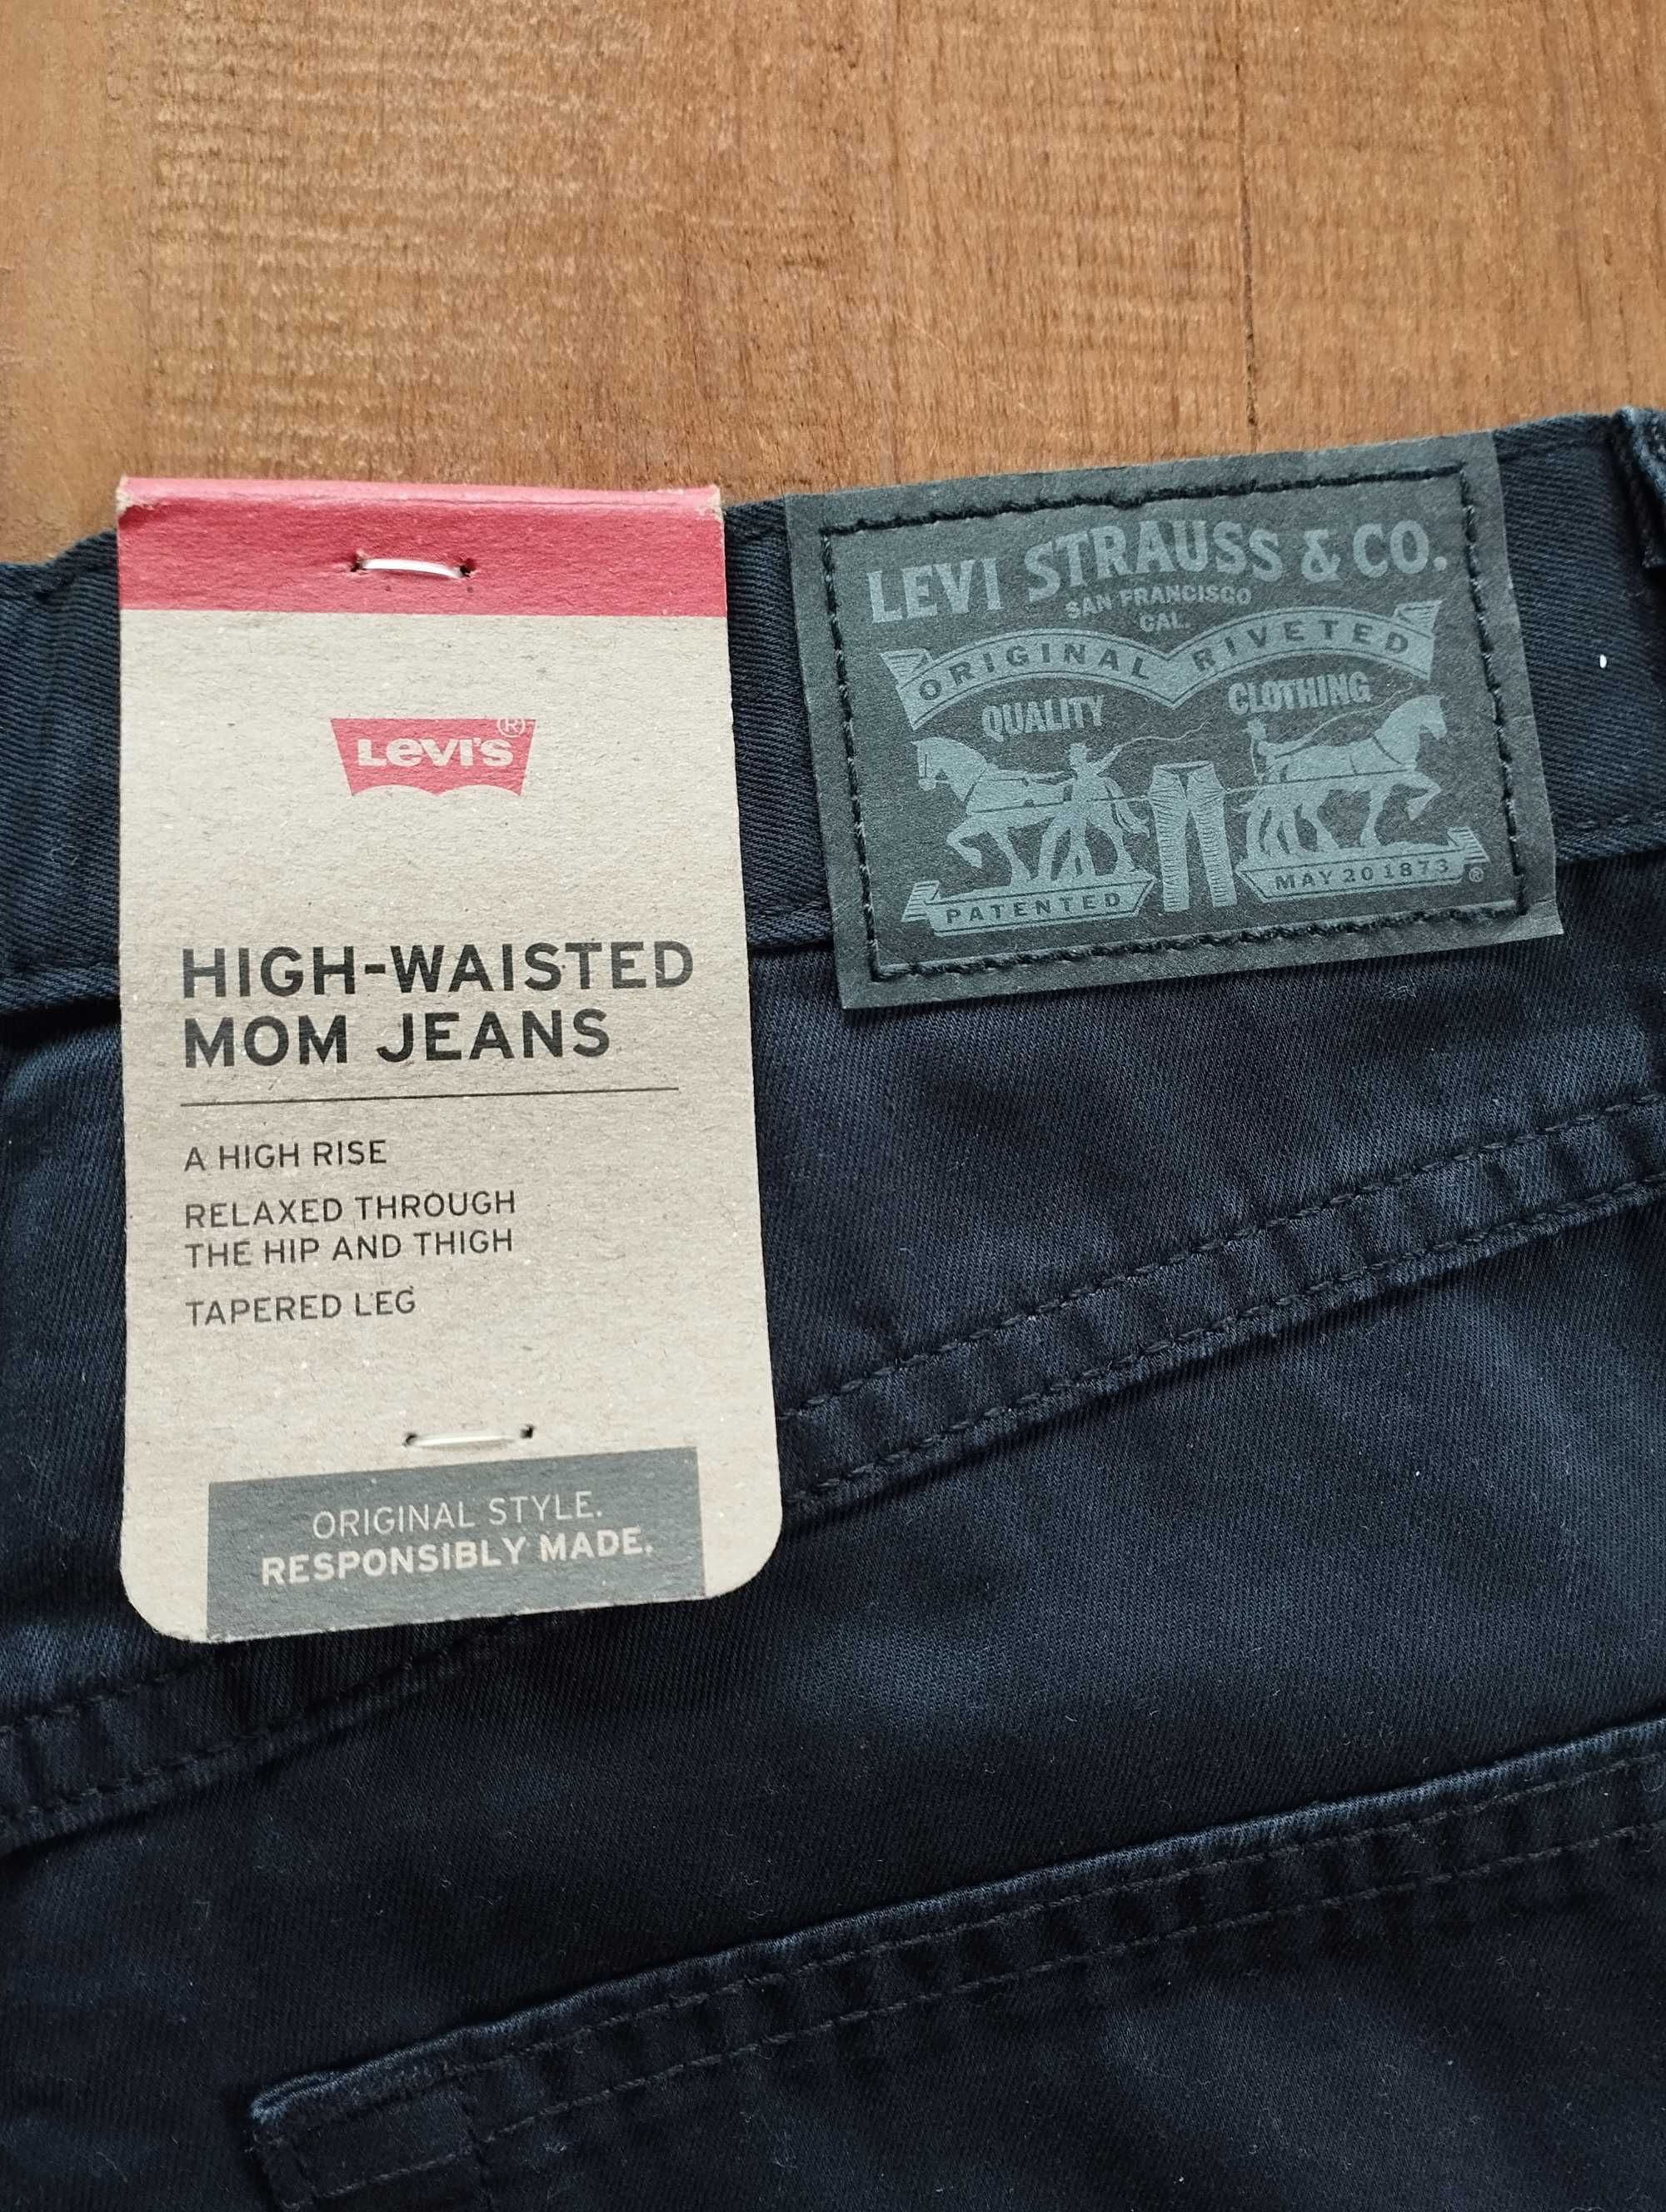 LEVI'S®
HIGH-WAISTED
MOM JEANS
A HIGH RISE
RELAXED THROUGH
THE HIP AND THIGH
TAPERED LEG
ORIGINAL STYLE.
RESPONSIBLY MADE.
LEVI STRAUSS & CO.
SAN FRANCISCO
CAL.
ORIGINAL RIVETED
QUALITY CLOTHING
PATENTED MAY 20 1873 ®